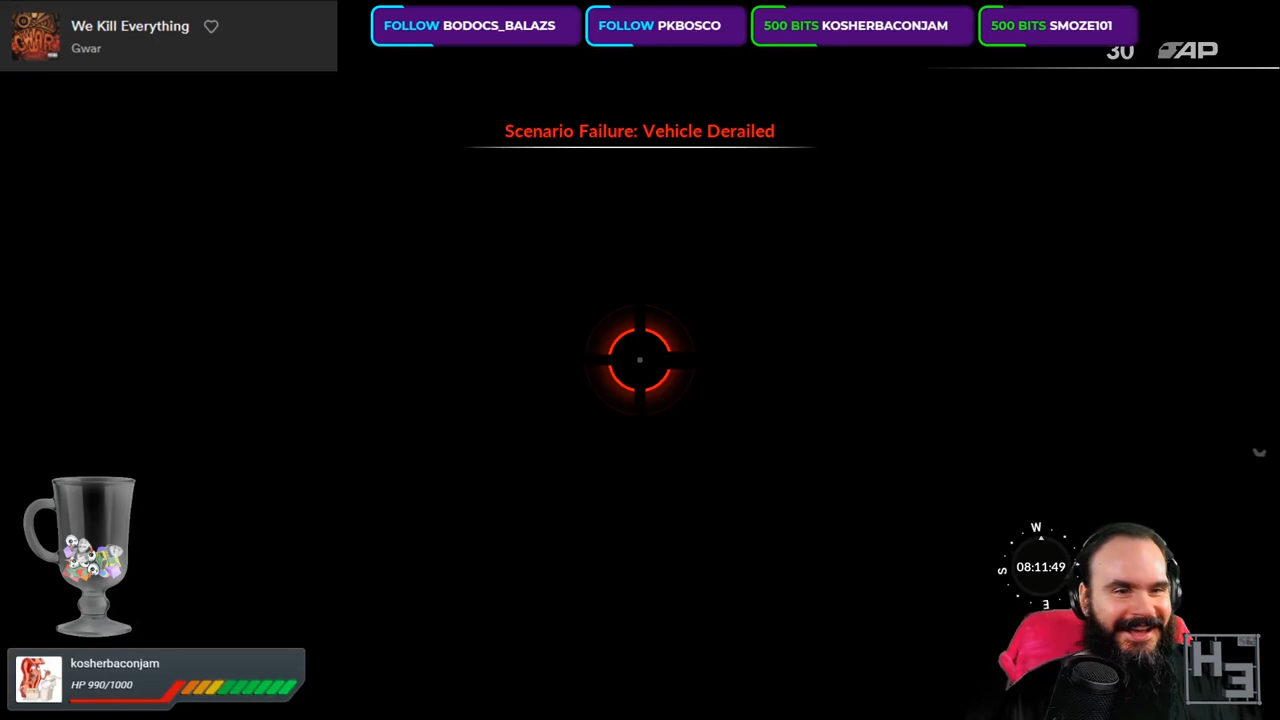 We Kill Everything
Gwar
FOLLOW BODOCS_BALAZS
FOLLOW PKBOSCO
500 BITS KOSHERBACONJAM
500 BITS SMOZE101
30
Scenario Failure: Vehicle Derailed
W
S
08:11:49
E
kosherbaconjam
HP 990/1000
H3